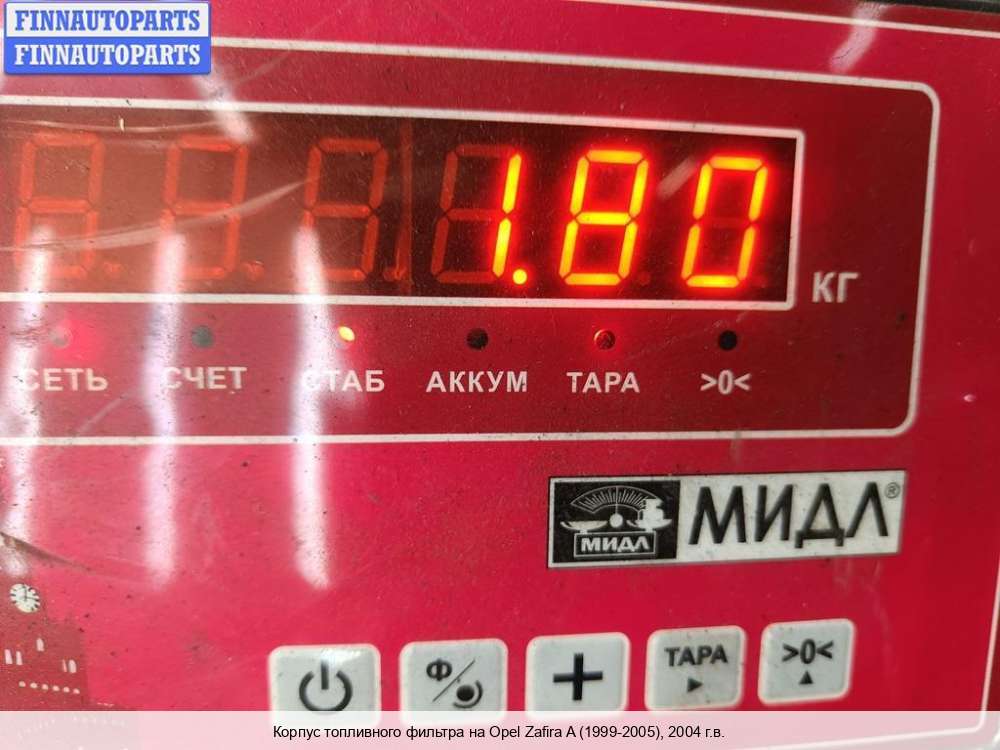 FINNAUTOPARTS
FINNAUTOPARTS
1.80
КГ
СЕТЬ СЧЕТ СТАБ АККУМ ТАРА >0<
МИДЛ МИДЛ®
Ф ТАРА >0<
Корпус топливного фильтра на Opel Zafira A (1999-2005), 2004 г.в.